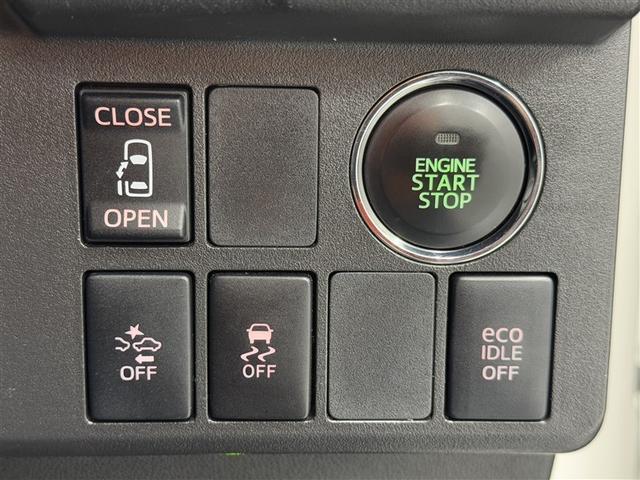 CLOSE
OPEN
ENGINE
START
STOP
OFF
OFF
eco
IDLE
OFF